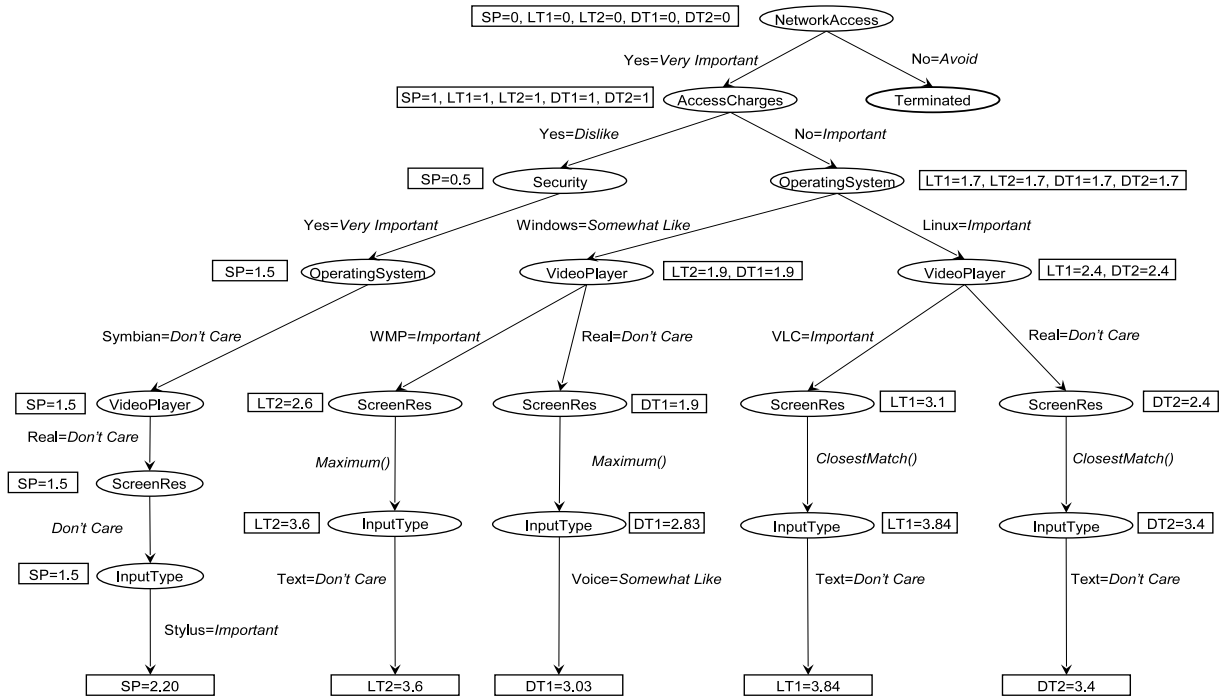 SP=0, LT1=0, LT2=0, DT1=0, DT2=0
NetworkAccess
Yes=Very Important
No=Avoid
SP=1, LT1=1, LT2=1, DT1=1, DT2=1
AccessCharges
Terminated
Yes=Dislike
No=Important
SP=0.5
Security
OperatingSystem
LT1=1.7, LT2=1.7, DT1=1.7, DT2=1.7
Yes=Very Important
Windows=Somewhat Like
Linux=Important
SP=1.5
OperatingSystem
VideoPlayer
LT2=1.9, DT1=1.9
VideoPlayer
LT1=2.4, DT2=2.4
Symbian=Don't Care
WMP=Important
Real=Don't Care
VLC=Important
Real=Don't Care
SP=1.5
VideoPlayer
LT2=2.6
ScreenRes
ScreenRes
DT1=1.9
ScreenRes
LT1=3.1
ScreenRes
DT2=2.4
Real=Don't Care
Maximum()
Maximum()
ClosestMatch()
ClosestMatch()
SP=1.5
ScreenRes
Don't Care
LT2=3.6
InputType
InputType
DT1=2.83
InputType
LT1=3.84
InputType
DT2=3.4
SP=1.5
InputType
Text=Don't Care
Voice=Somewhat Like
Text=Don't Care
Text=Don't Care
Stylus=Important
SP=2.20
LT2=3.6
DT1=3.03
LT1=3.84
DT2=3.4